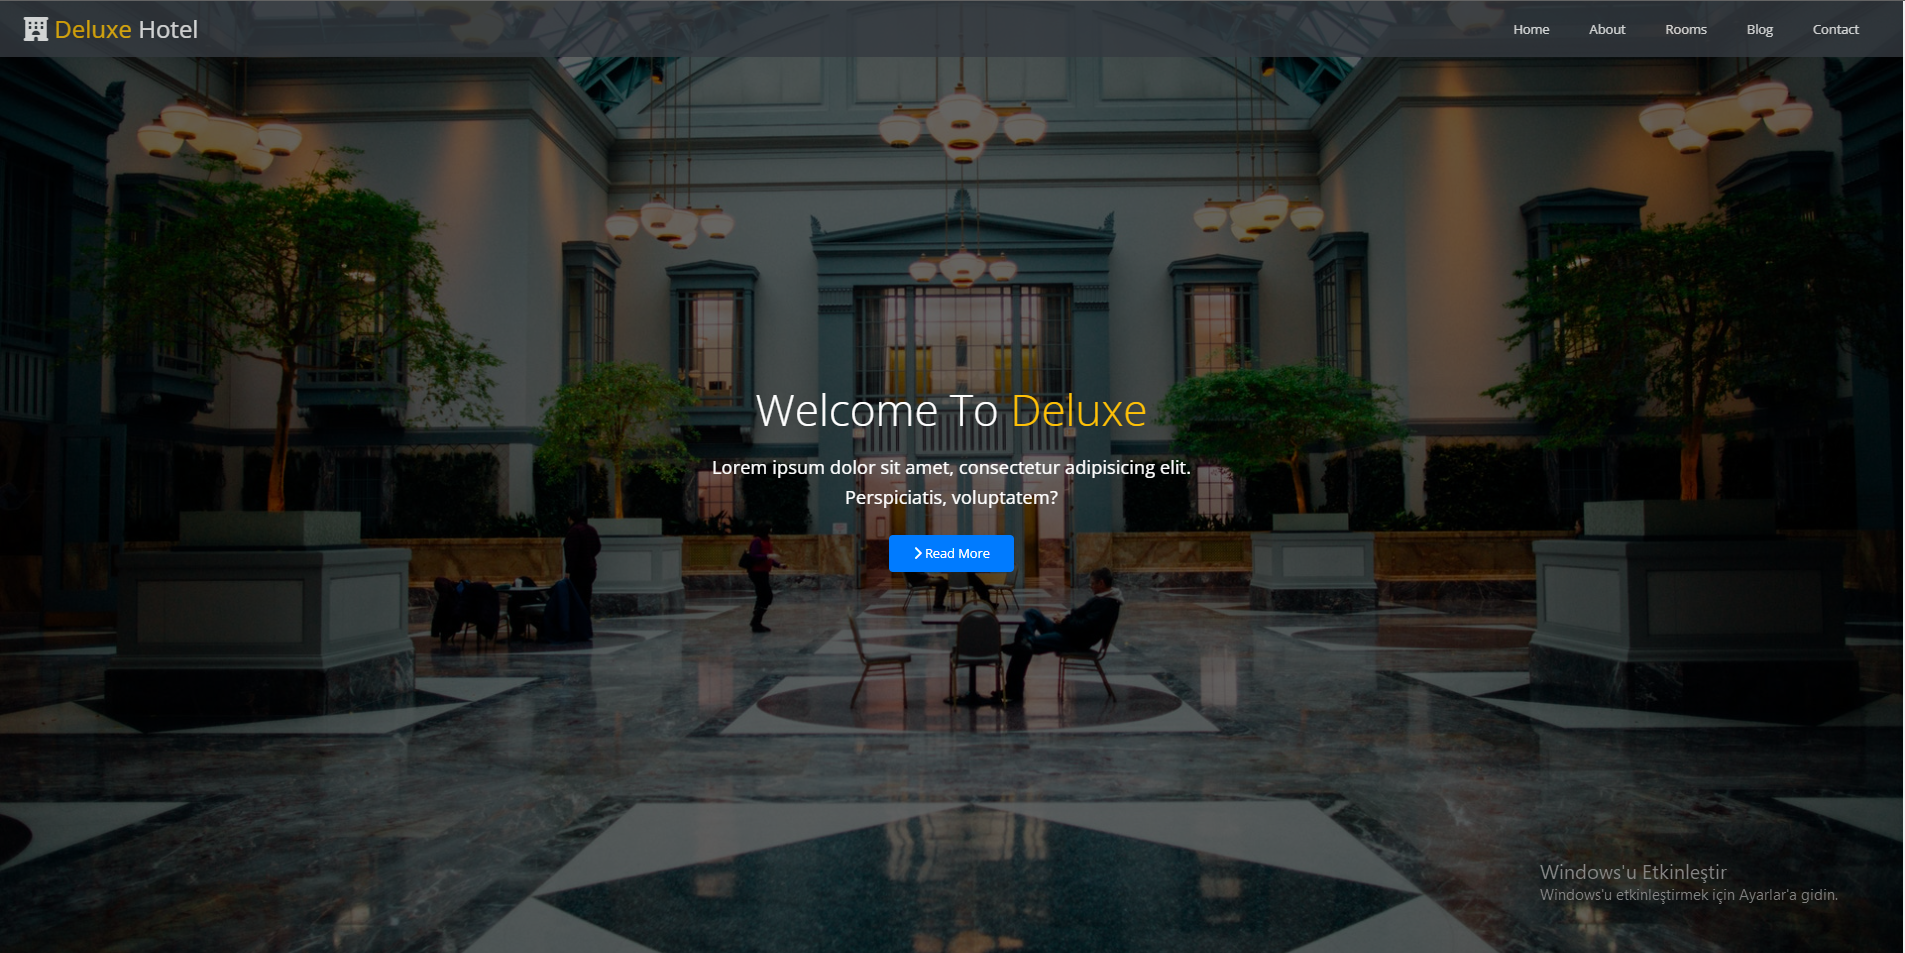 Deluxe Hotel
Home About Rooms Blog Contact
Welcome To Deluxe
Lorem ipsum dolor sit amet, consectetur adipisicing elit.
Perspiciatis, voluptatem?
Read More
Windows'u Etkinleştir
Windows'u etkinleştirmek için Ayarlar'a gidin.